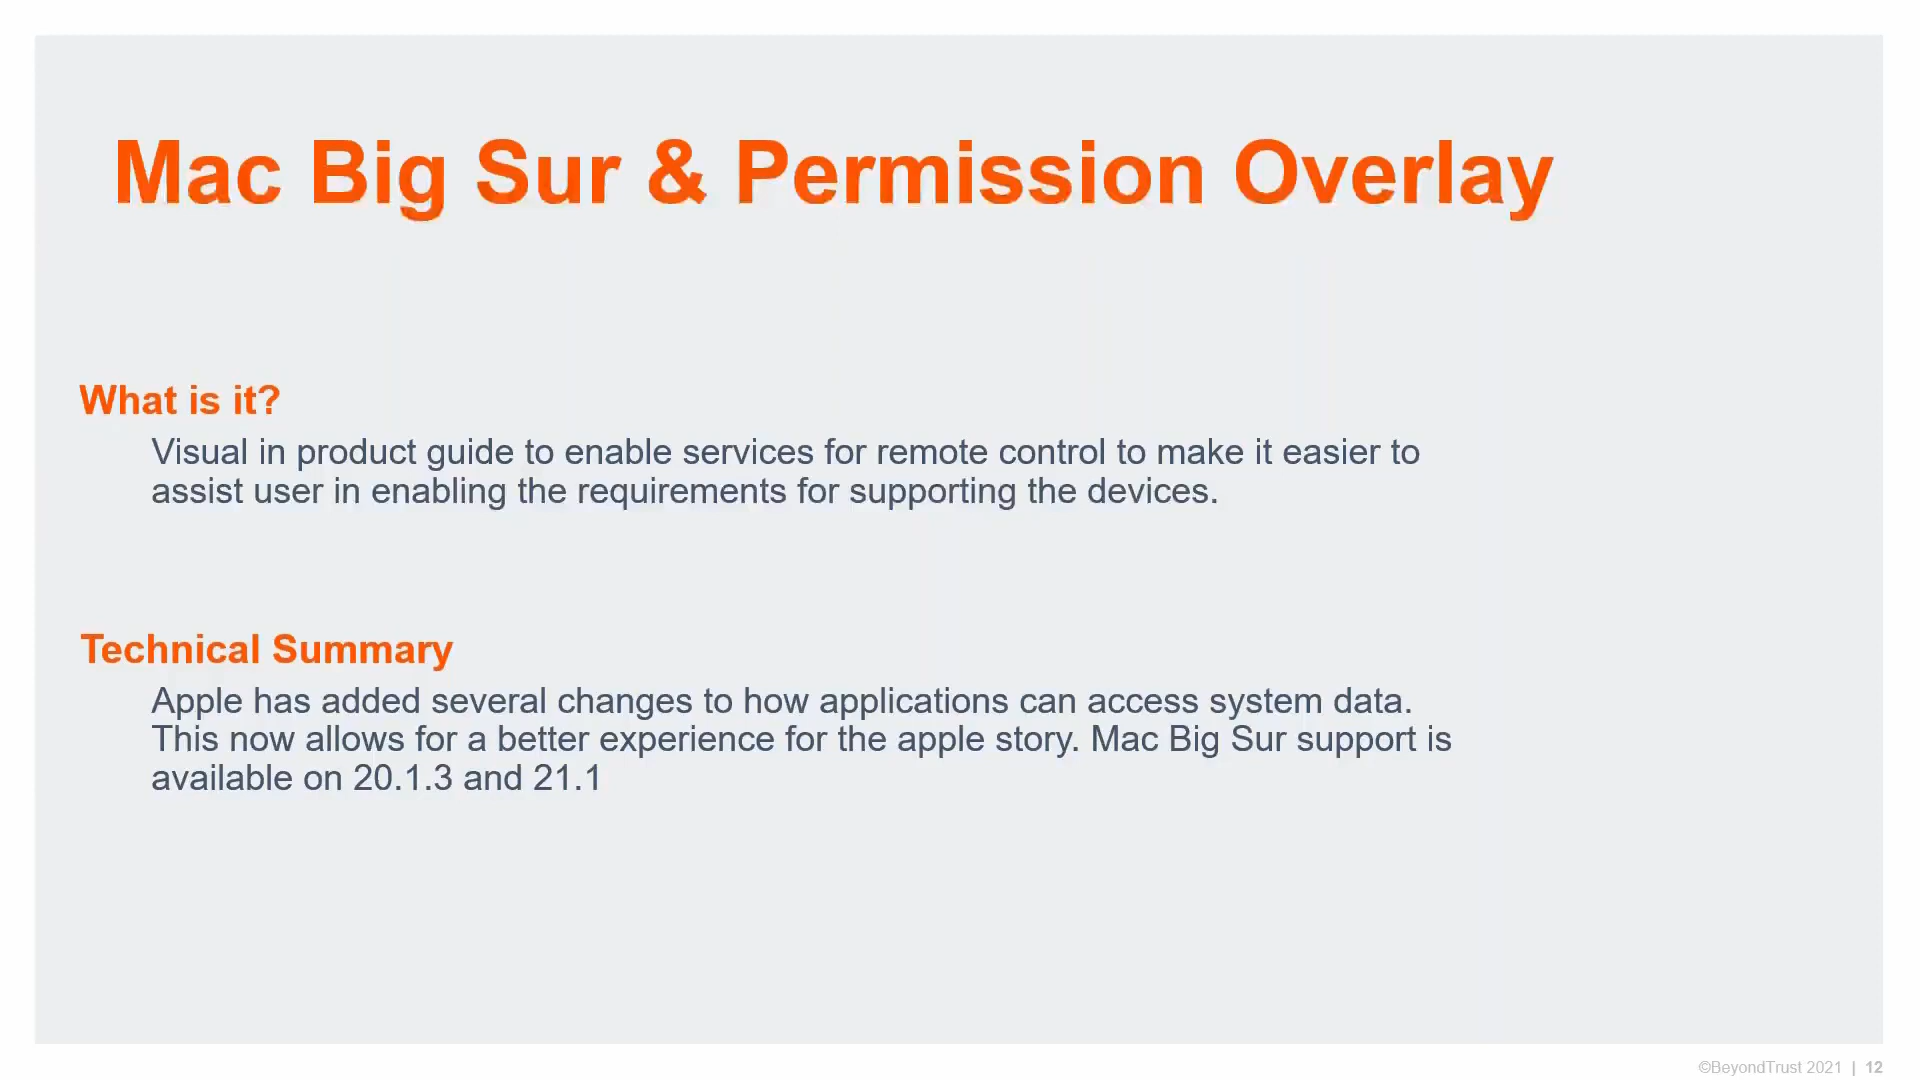 Mac Big Sur & Permission Overlay
What is it?
Visual in product guide to enable services for remote control to make it easier to
assist user in enabling the requirements for supporting the devices.
Technical Summary
Apple has added several changes to how applications can access system data.
This now allows for a better experience for the apple story. Mac Big Sur support is
available on 20.1.3 and 21.1
©BeyondTrust 2021 | 12